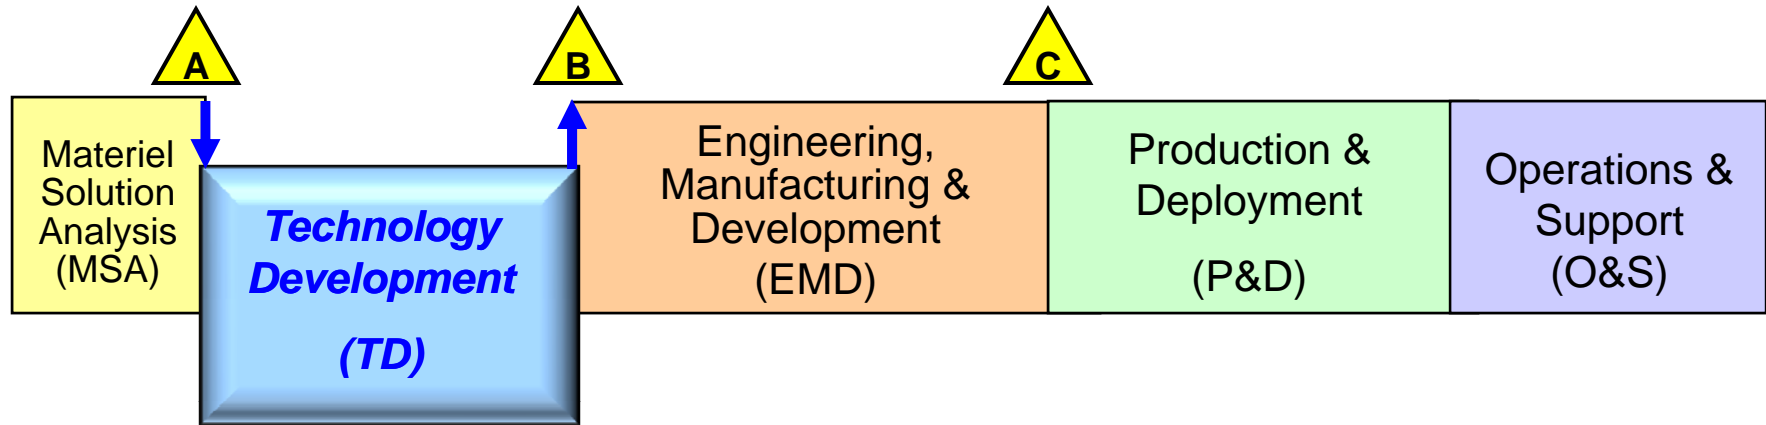 A
B
C
Materiel
Solution
Analysis
(MSA)
Technology
Development
(TD)
Engineering,
Manufacturing &
Development
(EMD)
Production &
Deployment
(P&D)
Operations &
Support
(O&S)